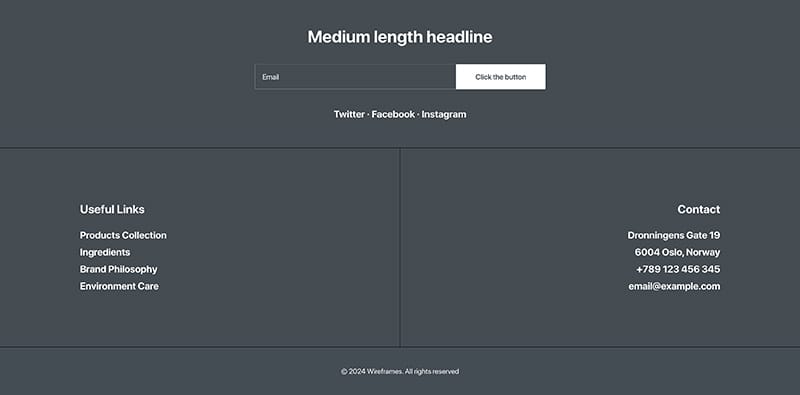 Medium length headline
Email
Click the button
Twitter · Facebook · Instagram
Useful Links
Products Collection
Ingredients
Brand Philosophy
Environment Care
Contact
Dronningens Gate 19
6004 Oslo, Norway
+789 123 456 345
email@example.com
© 2024 Wireframes. All rights reserved